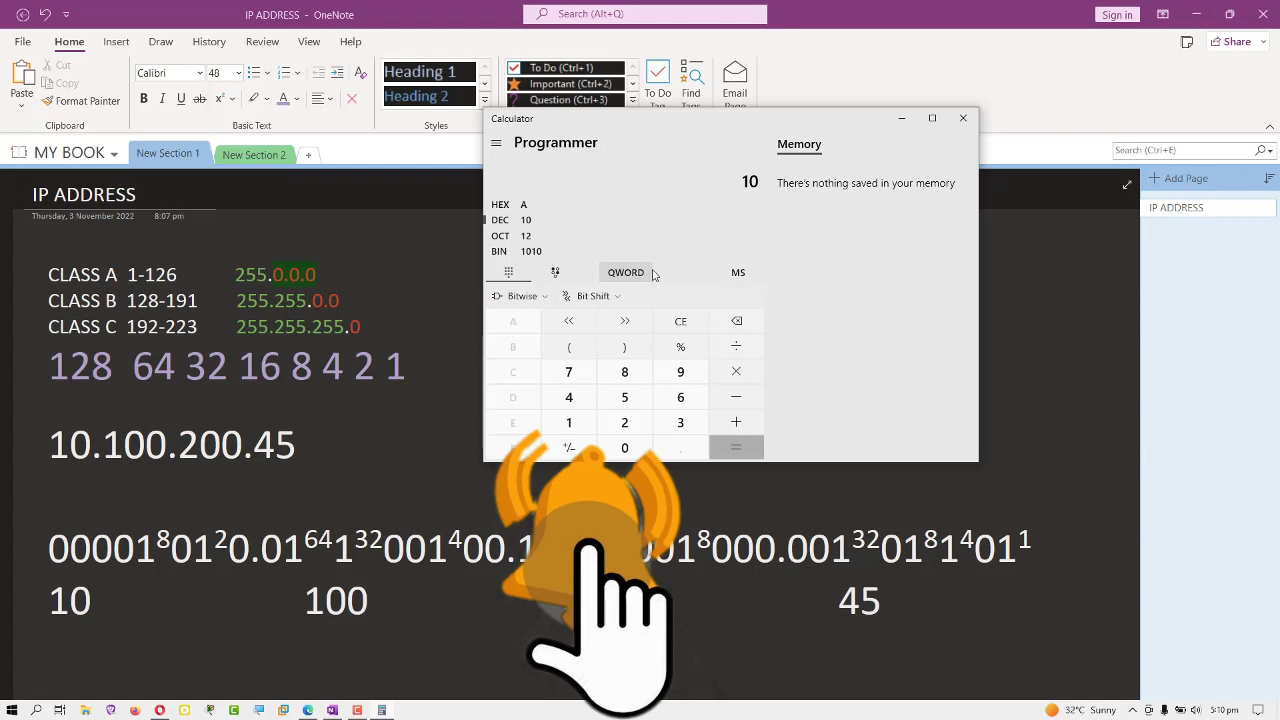 IP ADDRESS - OneNote
Search (Alt+Q)
Sign in
File Home Insert Draw History Review View Help
Share
Paste
Cut
Copy
Format Painter
Clipboard
Calibri 48
B I U ab x₂ A
Basic Text
Heading 1
Heading 2
Styles
To Do (Ctrl+1)
Important (Ctrl+2)
Question (Ctrl+3)
To Do
Tag
Find
Tags
Email
Page
MY BOOK
New Section 1
New Section 2
+
Search (Ctrl+E)
IP ADDRESS
Thursday, 3 November 2022 8:07 pm
Add Page
IP ADDRESS
CLASS A 1-126 255.0.0.0
CLASS B 128-191 255.255.0.0
CLASS C 192-223 255.255.255.0
128 64 32 16 8 4 2 1
10.100.200.45
00001⁸01²0.01⁶⁴1³²001⁴00.1
001⁸000.001³²01⁸1⁴01¹
10 100 45
Calculator
Programmer
Memory
10
There's nothing saved in your memory
HEX A
DEC 10
OCT 12
BIN 1010
QWORD MS
Bitwise Bit Shift
A << >> CE
B ( ) % ÷
C 7 8 9 ×
D 4 5 6 −
E 1 2 3 +
+/- 0 . =
32°C Sunny
5:10 pm